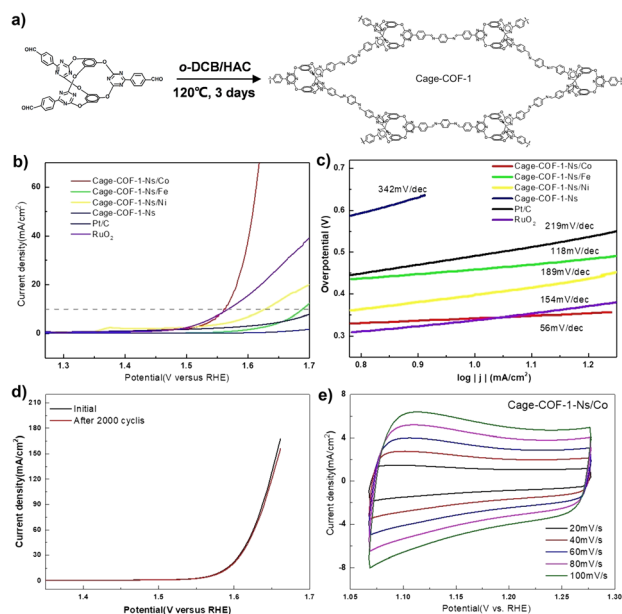 a)
CHO
CHO
CHO
o-DCB/HAC
120℃, 3 days
Cage-COF-1
b)
Cage-COF-1-Ns/Co
Cage-COF-1-Ns/Fe
Cage-COF-1-Ns/Ni
Cage-COF-1-Ns
Pt/C
RuO₂
Current density(mA/cm²)
60
40
20
10
0
1.3 1.4 1.5 1.6 1.7
Potential(V versus RHE)
c)
Cage-COF-1-Ns/Co
Cage-COF-1-Ns/Fe
Cage-COF-1-Ns/Ni
Cage-COF-1-Ns
Pt/C
RuO₂
342mV/dec
219mV/dec
118mV/dec
189mV/dec
154mV/dec
56mV/dec
Overpotential (V)
0.7
0.6
0.5
0.4
0.3
0.8 1.0 1.2
log | j | (mA/cm²)
d)
Initial
After 2000 cyclis
Current density(mA/cm²)
210
180
150
120
90
60
30
0
1.4 1.5 1.6 1.7
Potential(V versus RHE)
e)
Cage-COF-1-Ns/Co
20mV/s
40mV/s
60mV/s
80mV/s
100mV/s
Current density(mA/cm²)
8
4
0
-4
-8
1.05 1.10 1.15 1.20 1.25 1.30
Potential(V vs. RHE)